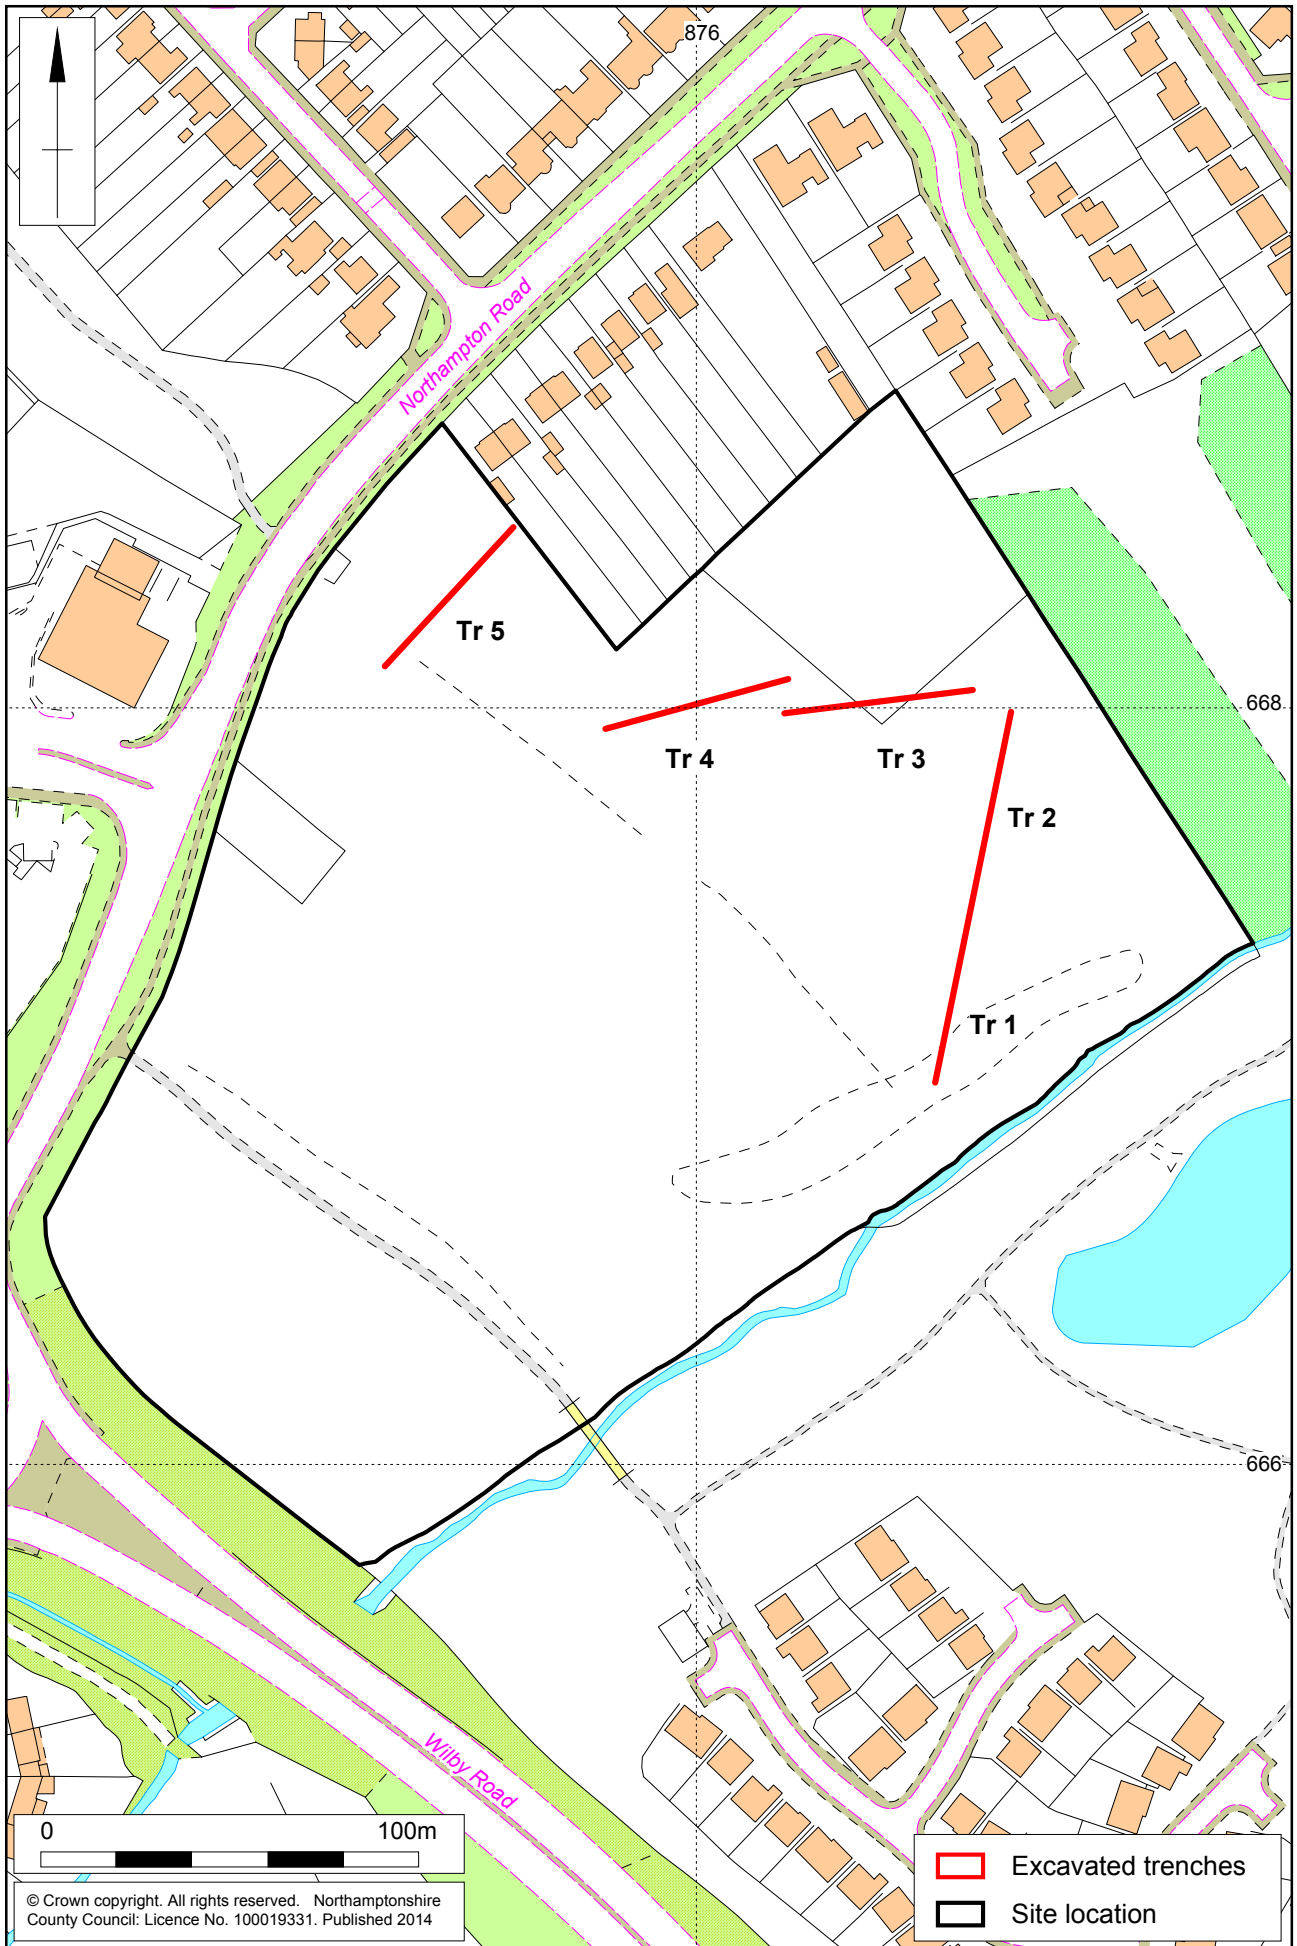 876
Northampton Road
Tr 5
668
Tr 4
Tr 3
Tr 2
Tr 1
666
Wilby Road
0 100m
© Crown copyright. All rights reserved. Northamptonshire
County Council: Licence No. 100019331. Published 2014
Excavated trenches
Site location